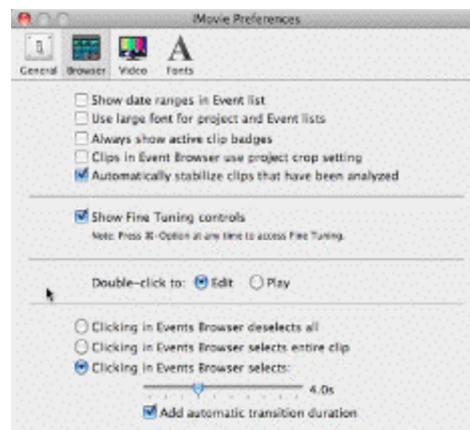 iMovie Preferences
General Browser Video Fonts
Show date ranges in Event list
Use large font for project and Event lists
Always show active clip badges
Clips in Event Browser use project crop setting
Automatically stabilize clips that have been analyzed
Show Fine Tuning controls
Note: Press ⌘-Option at any time to access Fine Tuning.
Double-click to: Edit Play
Clicking in Events Browser deselects all
Clicking in Events Browser selects entire clip
Clicking in Events Browser selects:
4.0s
Add automatic transition duration